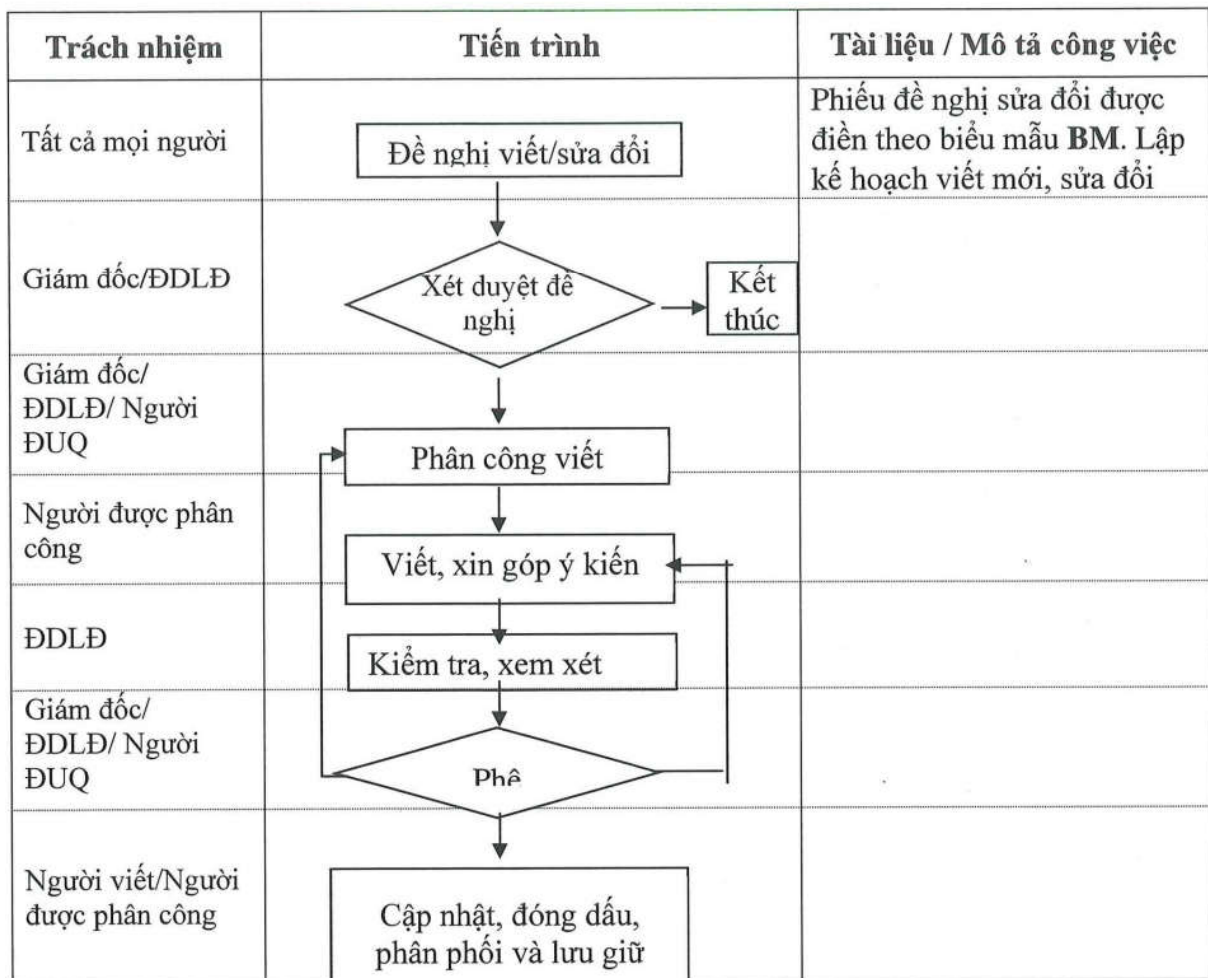 Trách nhiệm
Tiến trình
Tài liệu / Mô tả công việc
Tất cả mọi người
Đề nghị viết/sửa đổi
Phiếu đề nghị sửa đổi được
điền theo biểu mẫu BM. Lập
kế hoạch viết mới, sửa đổi
Giám đốc/ĐDLĐ
Xét duyệt đề
nghị
Kết
thúc
Giám đốc/
ĐDLĐ/ Người
ĐUQ
Phân công viết
Người được phân
công
Viết, xin góp ý kiến
ĐDLĐ
Kiểm tra, xem xét
Giám đốc/
ĐDLĐ/ Người
ĐUQ
Phê
Người viết/Người
được phân công
Cập nhật, đóng dấu,
phân phối và lưu giữ